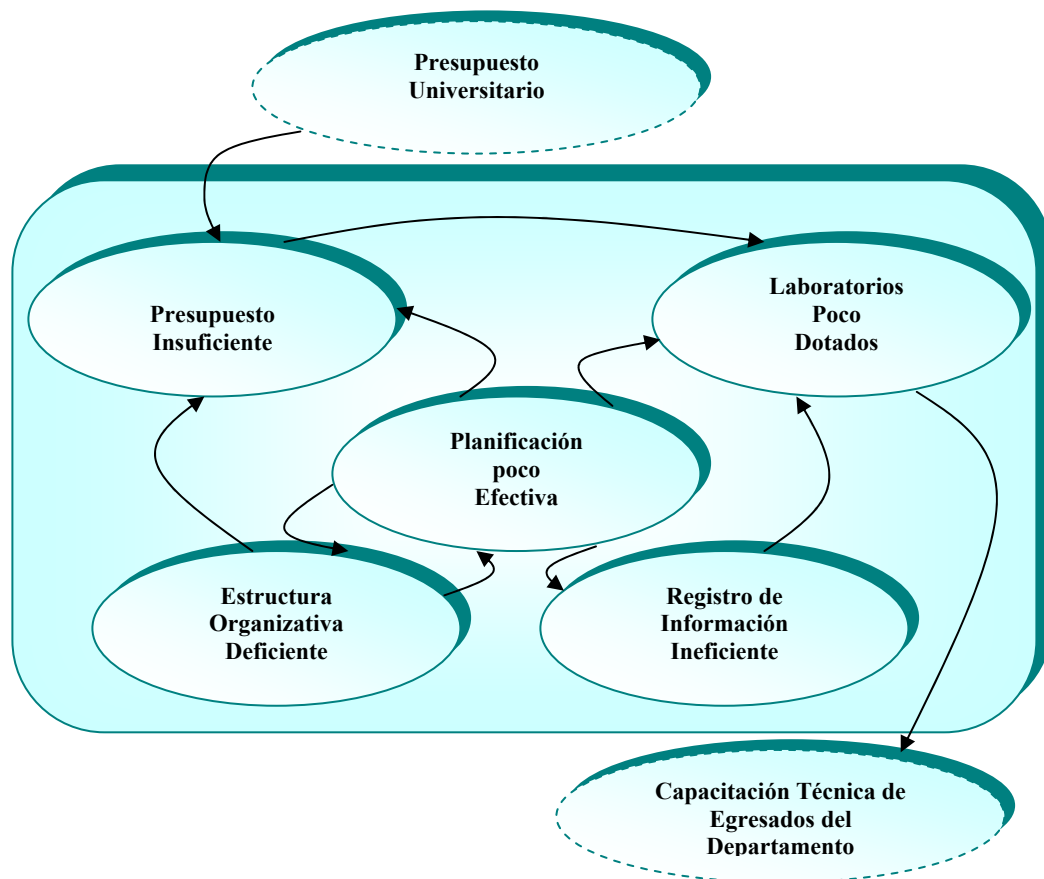 Presupuesto
Universitario
Presupuesto
Insuficiente
Laboratorios
Poco
Dotados
Planificación
poco
Efectiva
Estructura
Organizativa
Deficiente
Registro de
Información
Ineficiente
Capacitación Técnica de
Egresados del
Departamento